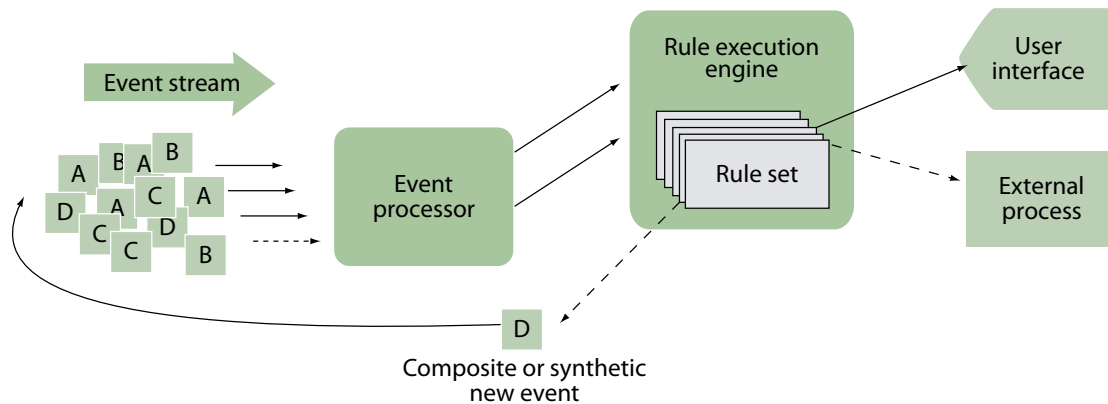 Event stream
A
B
A
B
D
A
C
A
C
C
D
B
Event
processor
Rule execution
engine
Rule set
User
interface
External
process
D
Composite or synthetic
new event